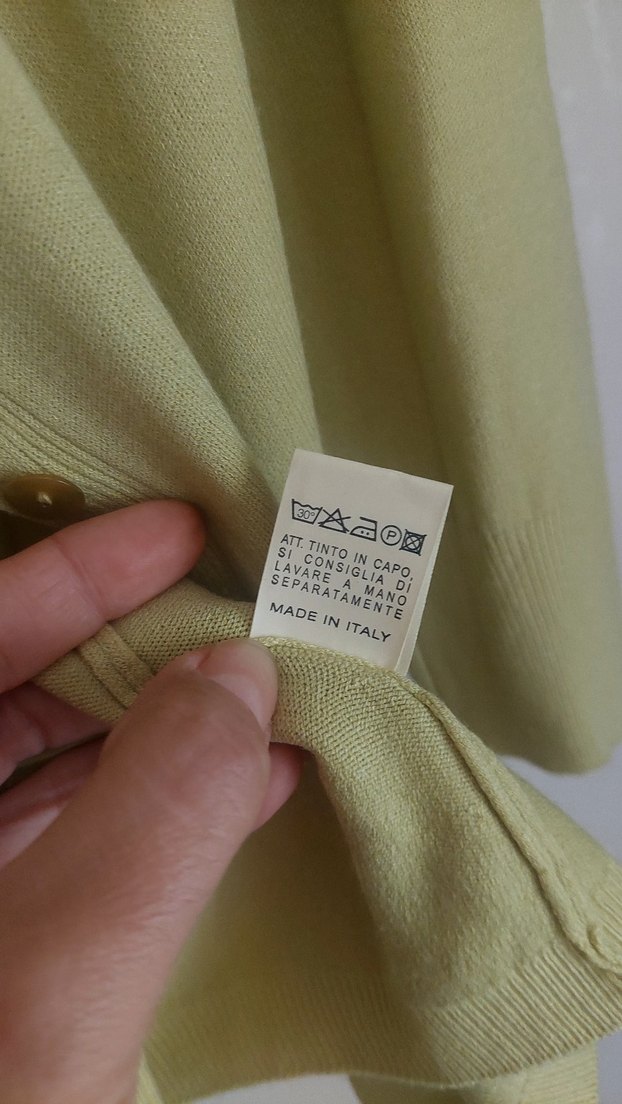 30° P
ATT. TINTO IN CAPO,
SI CONSIGLIA DI
LAVARE A MANO
SEPARATAMENTE
MADE IN ITALY